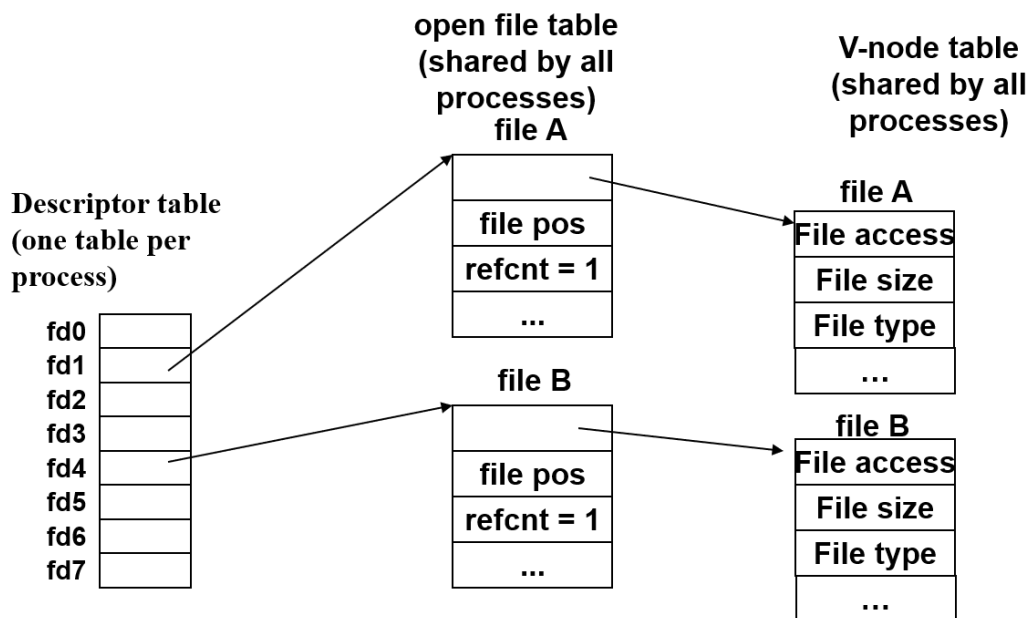 open file table
(shared by all
processes)
file A
V-node table
(shared by all
processes)
Descriptor table
(one table per
process)
fd0
fd1
fd2
fd3
fd4
fd5
fd6
fd7
file pos
refcnt = 1
...
file B
file pos
refcnt = 1
...
file A
File access
File size
File type
...
file B
File access
File size
File type
...